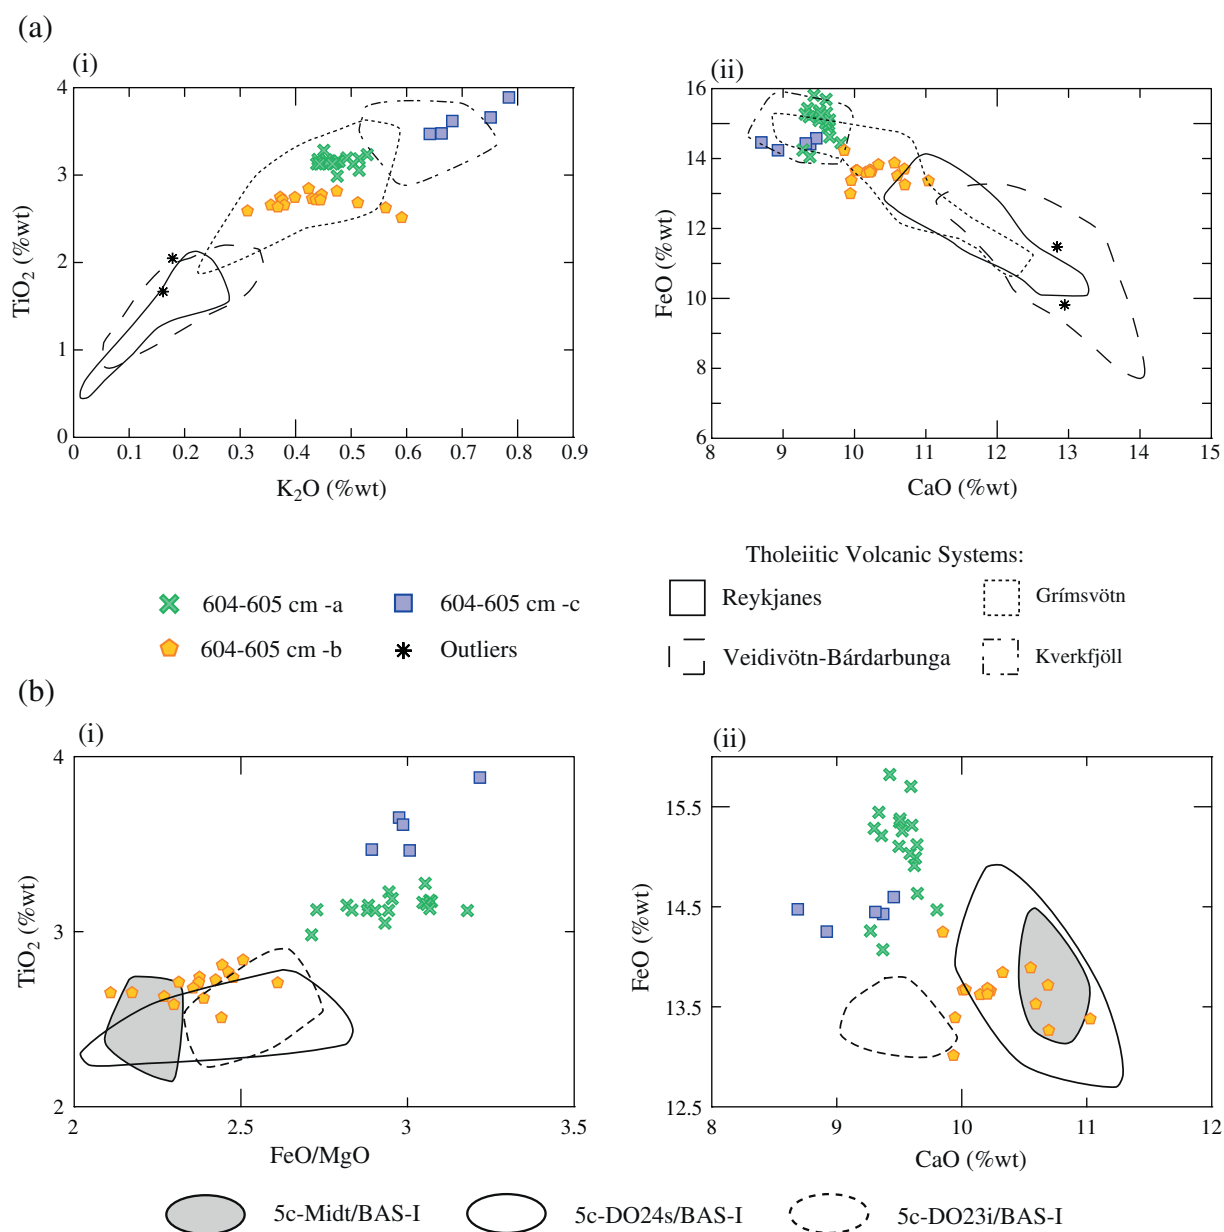 (a)
(i)
4
3
2
1
0
TiO2 (%wt)
0.1 0.2 0.3 0.4 0.5 0.6 0.7 0.8 0.9
K2O (%wt)
(ii)
16
14
12
10
8
6
FeO (%wt)
8 9 10 11 12 13 14 15
CaO (%wt)
604-605 cm -a
604-605 cm -b
604-605 cm -c
Outliers
Tholeiitic Volcanic Systems:
Reykjanes
Veidivötn-Bárdarbunga
Grímsvötn
Kverkfjöll
(b)
(i)
4
3
2
TiO2 (%wt)
2 2.5 3 3.5
FeO/MgO
(ii)
15.5
14.5
13.5
12.5
FeO (%wt)
8 9 10 11 12
CaO (%wt)
5c-Midt/BAS-I
5c-DO24s/BAS-I
5c-DO23i/BAS-I